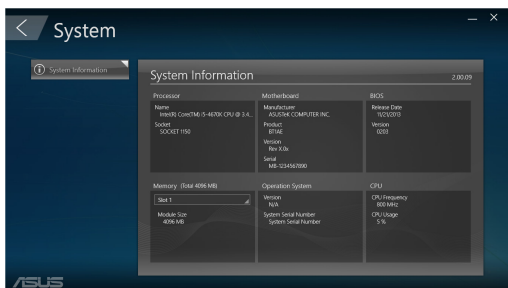 System
System Information
System Information
2.00.09
Processor
Name
Intel(R) Core(TM) i5-4670K CPU @ 3.4...
Socket
SOCKET 1150
Motherboard
Manufacturer
ASUSTeK COMPUTER INC.
Product
BT1AE
Version
Rev X.0x
Serial
MB-1234567890
BIOS
Release Date
11/21/2013
Version
0203
Memory (Total 4096 MB)
Slot 1
Module Size
4096 MB
Operation System
Version
N/A
System Serial Number
System Serial Number
CPU
CPU Frequency
800 MHz
CPU Usage
5 %
ASUS